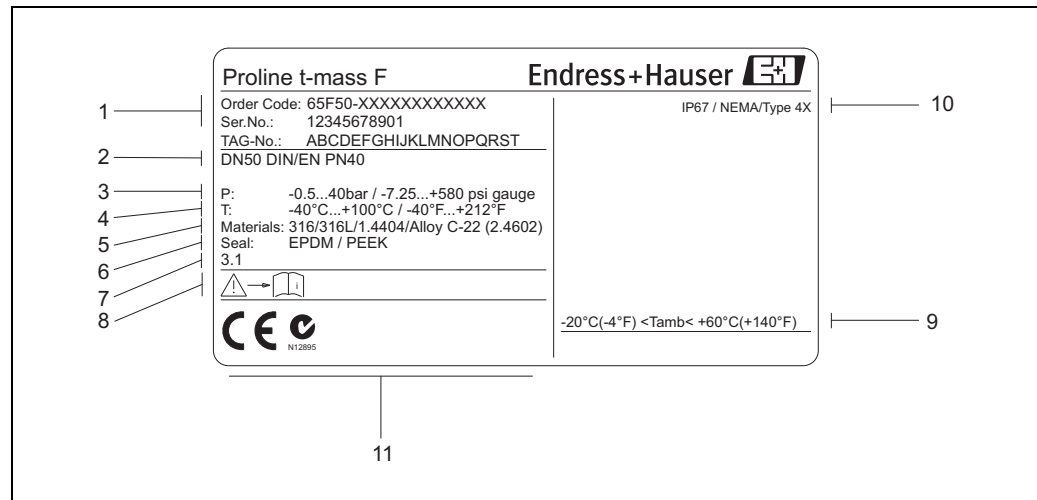 Proline t-mass F
Endress+Hauser
Order Code: 65F50-XXXXXXXXXXXX
Ser.No.: 12345678901
TAG-No.: ABCDEFGHIJKLMNOPQRST
DN50 DIN/EN PN40
P: -0.5...40bar / -7.25...+580 psi gauge
T: -40°C...+100°C / -40°F...+212°F
Materials: 316/316L/1.4404/Alloy C-22 (2.4602)
Seal: EPDM / PEEK
3.1
i
CE
N12895
IP67 / NEMA/Type 4X
-20°C(-4°F) <Tamb< +60°C(+140°F)
1
2
3
4
5
6
7
8
10
9
11